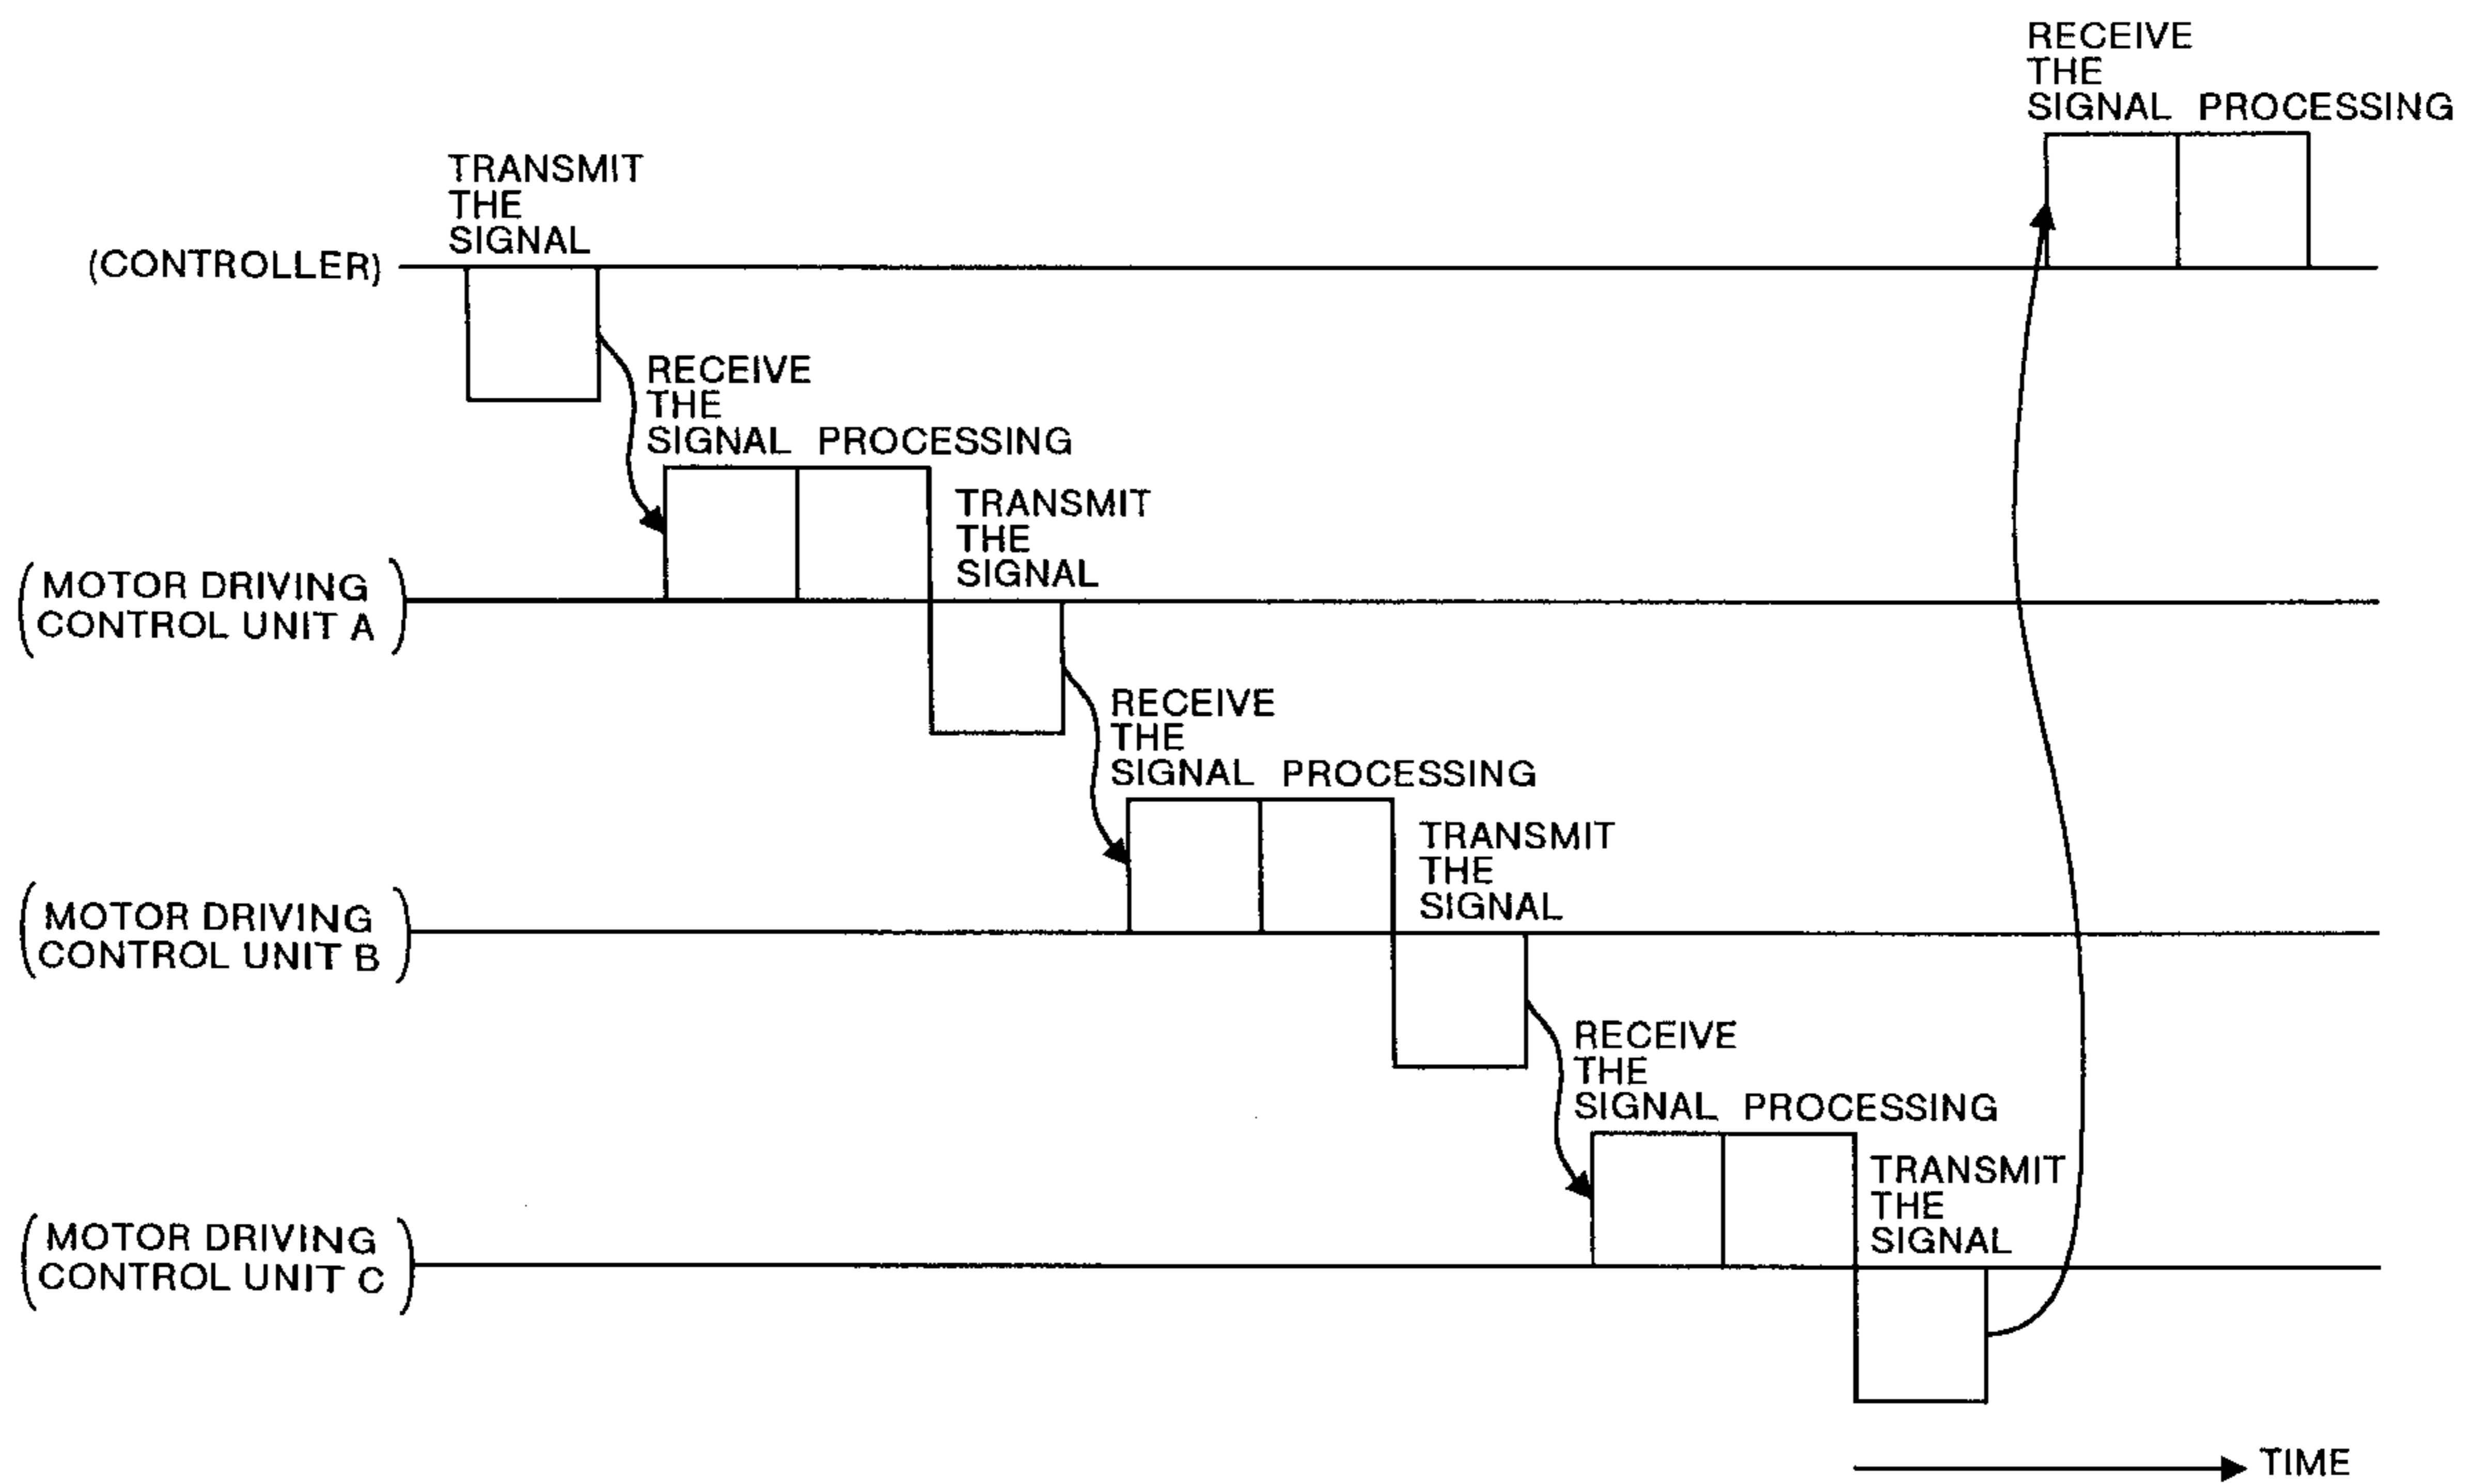 RECEIVE
THE
SIGNAL PROCESSING
TRANSMIT
THE
SIGNAL
(CONTROLLER)
RECEIVE
THE
SIGNAL PROCESSING
TRANSMIT
THE
SIGNAL
(MOTOR DRIVING
CONTROL UNIT A)
RECEIVE
THE
SIGNAL PROCESSING
TRANSMIT
THE
SIGNAL
(MOTOR DRIVING
CONTROL UNIT B)
RECEIVE
THE
SIGNAL PROCESSING
TRANSMIT
THE
SIGNAL
(MOTOR DRIVING
CONTROL UNIT C)
TIME